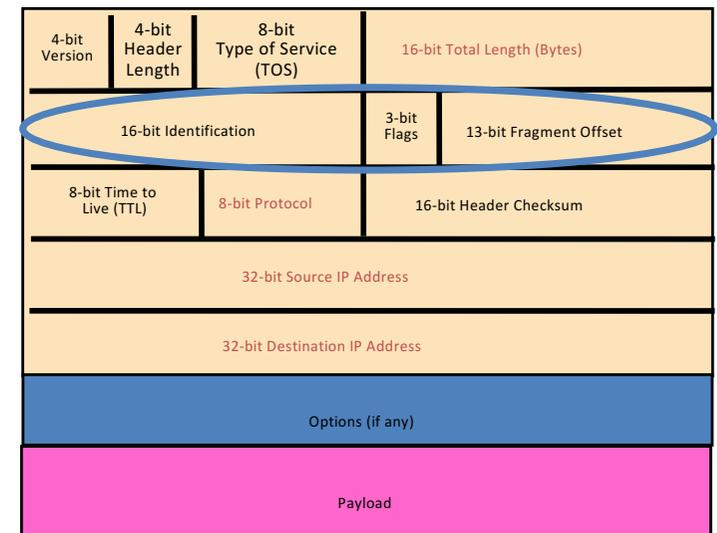 4-bit
Version
4-bit
Header
Length
8-bit
Type of Service
(TOS)
16-bit Total Length (Bytes)
16-bit Identification
3-bit
Flags
13-bit Fragment Offset
8-bit Time to
Live (TTL)
8-bit Protocol
16-bit Header Checksum
32-bit Source IP Address
32-bit Destination IP Address
Options (if any)
Payload